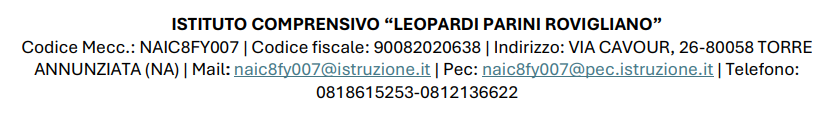 ISTITUTO COMPRENSIVO “LEOPARDI PARINI ROVIGLIANO”
Codice Mecc.: NAIC8FY007 | Codice fiscale: 90082020638 | Indirizzo: VIA CAVOUR, 26-80058 TORRE
ANNUNZIATA (NA) | Mail: naic8fy007@istruzione.it | Pec: naic8fy007@pec.istruzione.it | Telefono:
0818615253-0812136622